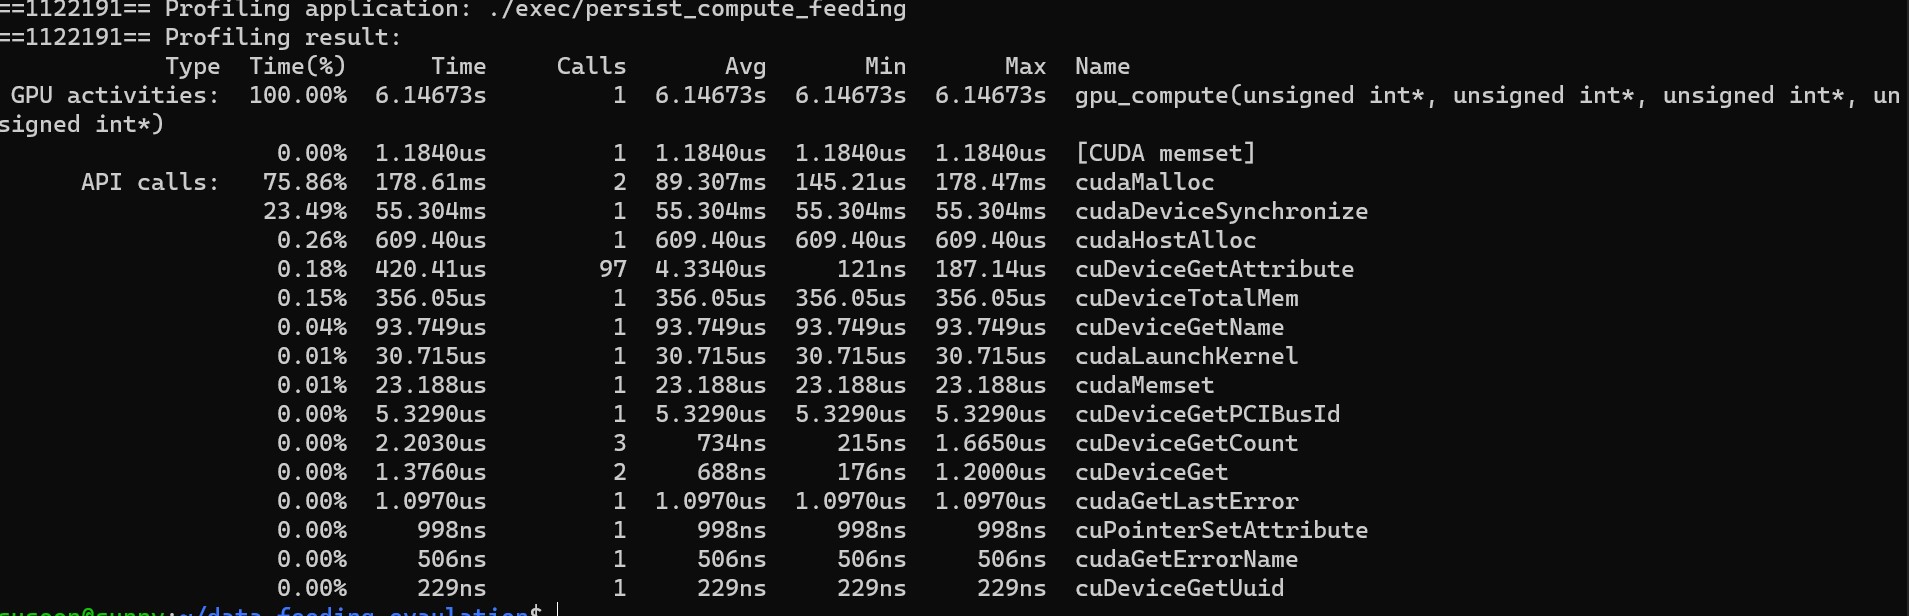 ==1122191== Profiling application: ./exec/persist_compute_feeding
==1122191== Profiling result:
Type Time(%) Time Calls Avg Min Max Name
GPU activities: 100.00% 6.14673s 1 6.14673s 6.14673s 6.14673s gpu_compute(unsigned int*, unsigned int*, unsigned int*, un
signed int*)
0.00% 1.1840us 1 1.1840us 1.1840us 1.1840us [CUDA memset]
API calls: 75.86% 178.61ms 2 89.307ms 145.21us 178.47ms cudaMalloc
23.49% 55.304ms 1 55.304ms 55.304ms 55.304ms cudaDeviceSynchronize
0.26% 609.40us 1 609.40us 609.40us 609.40us cudaHostAlloc
0.18% 420.41us 97 4.3340us 121ns 187.14us cuDeviceGetAttribute
0.15% 356.05us 1 356.05us 356.05us 356.05us cuDeviceTotalMem
0.04% 93.749us 1 93.749us 93.749us 93.749us cuDeviceGetName
0.01% 30.715us 1 30.715us 30.715us 30.715us cudaLaunchKernel
0.01% 23.188us 1 23.188us 23.188us 23.188us cudaMemset
0.00% 5.3290us 1 5.3290us 5.3290us 5.3290us cuDeviceGetPCIBusId
0.00% 2.2030us 3 734ns 215ns 1.6650us cuDeviceGetCount
0.00% 1.3760us 2 688ns 176ns 1.2000us cuDeviceGet
0.00% 1.0970us 1 1.0970us 1.0970us 1.0970us cudaGetLastError
0.00% 998ns 1 998ns 998ns 998ns cuPointerSetAttribute
0.00% 506ns 1 506ns 506ns 506ns cudaGetErrorName
0.00% 229ns 1 229ns 229ns 229ns cuDeviceGetUuid